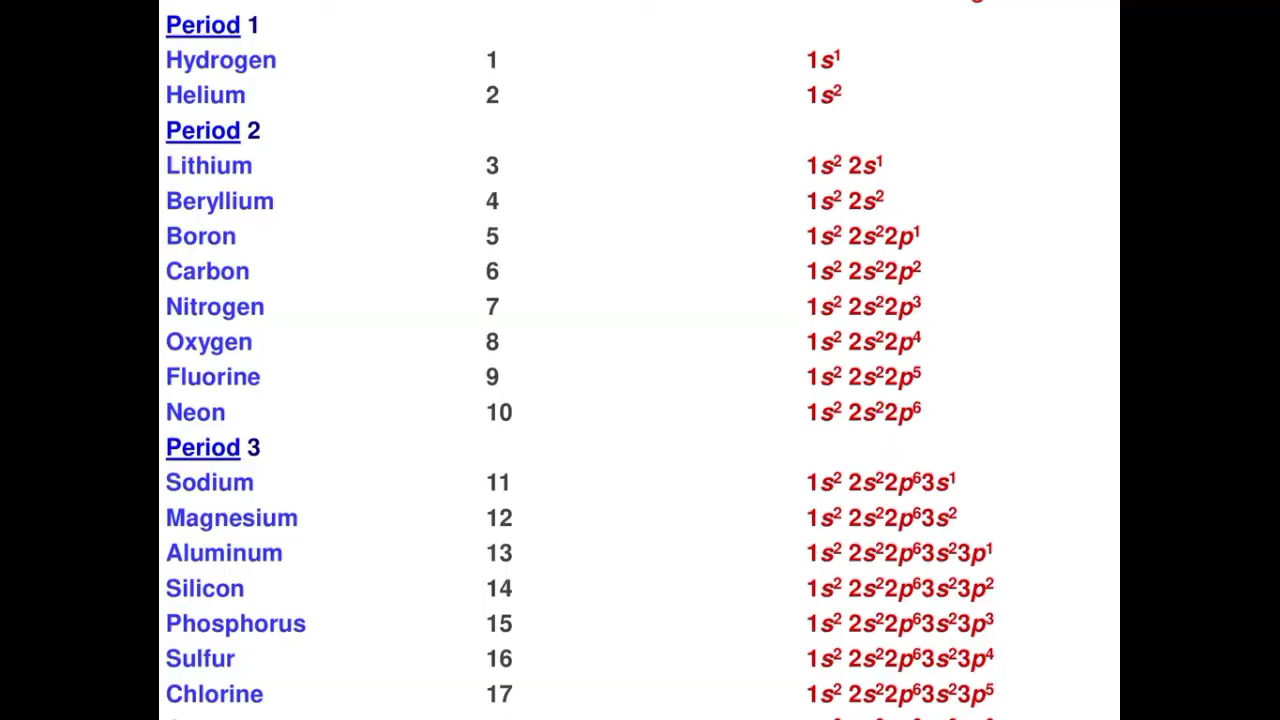 Period 1
Hydrogen 1 1s¹
Helium 2 1s²
Period 2
Lithium 3 1s² 2s¹
Beryllium 4 1s² 2s²
Boron 5 1s² 2s²2p¹
Carbon 6 1s² 2s²2p²
Nitrogen 7 1s² 2s²2p³
Oxygen 8 1s² 2s²2p⁴
Fluorine 9 1s² 2s²2p⁵
Neon 10 1s² 2s²2p⁶
Period 3
Sodium 11 1s² 2s²2p⁶3s¹
Magnesium 12 1s² 2s²2p⁶3s²
Aluminum 13 1s² 2s²2p⁶3s²3p¹
Silicon 14 1s² 2s²2p⁶3s²3p²
Phosphorus 15 1s² 2s²2p⁶3s²3p³
Sulfur 16 1s² 2s²2p⁶3s²3p⁴
Chlorine 17 1s² 2s²2p⁶3s²3p⁵